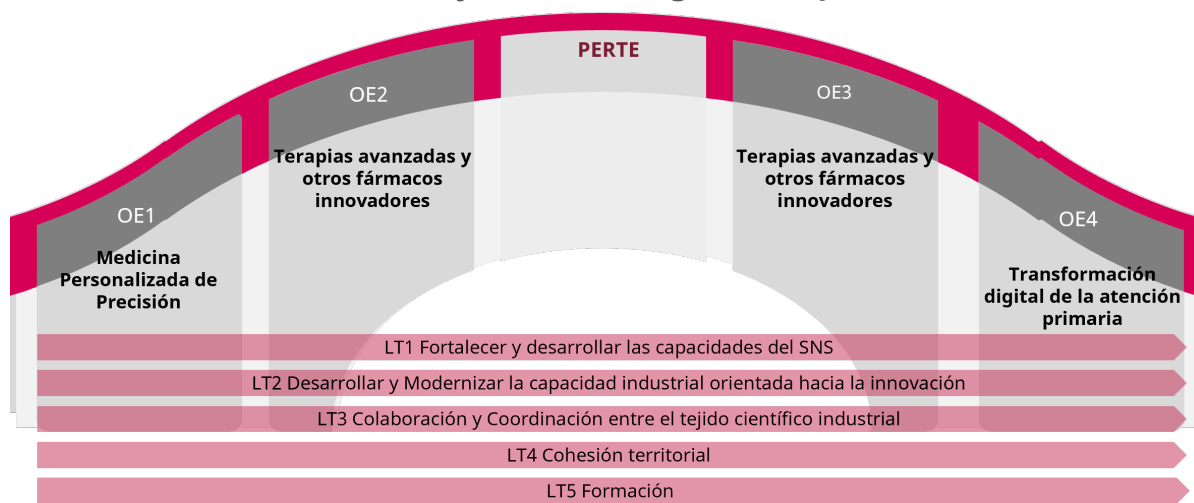 PERTE
OE1
Medicina
Personalizada de
Precisión
OE2
Terapias avanzadas y
otros fármacos
innovadores
OE3
Terapias avanzadas y
otros fármacos
innovadores
OE4
Transformación
digital de la atención
primaria
LT1 Fortalecer y desarrollar las capacidades del SNS
LT2 Desarrollar y Modernizar la capacidad industrial orientada hacia la innovación
LT3 Colaboración y Coordinación entre el tejido científico industrial
LT4 Cohesión territorial
LT5 Formación